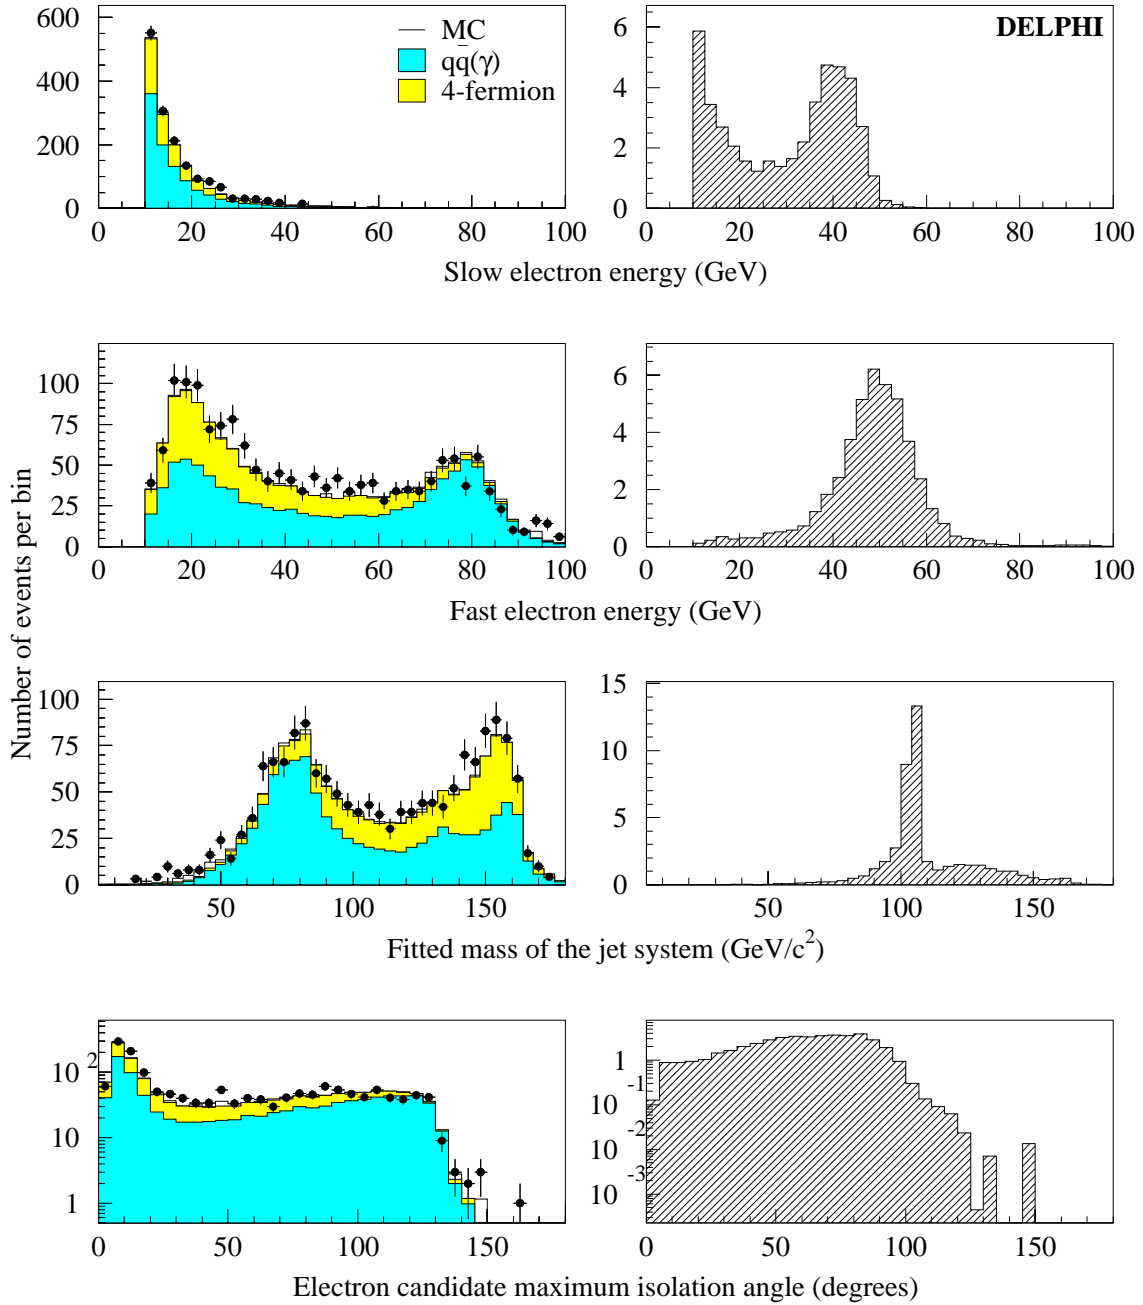 MC
qq̄(γ)
4-fermion
DELPHI
600
400
200
0
0 20 40 60 80 100
6
4
2
0
0 20 40 60 80 100
Slow electron energy (GeV)
Number of events per bin
100
75
50
25
0
0 20 40 60 80 100
6
4
2
0
0 20 40 60 80 100
Fast electron energy (GeV)
100
75
50
25
0
50 100 150
15
10
5
0
50 100 150
Fitted mass of the jet system (GeV/c²)
10²
10
1
0 50 100 150
1
10⁻¹
10⁻²
10⁻³
0 50 100 150
Electron candidate maximum isolation angle (degrees)